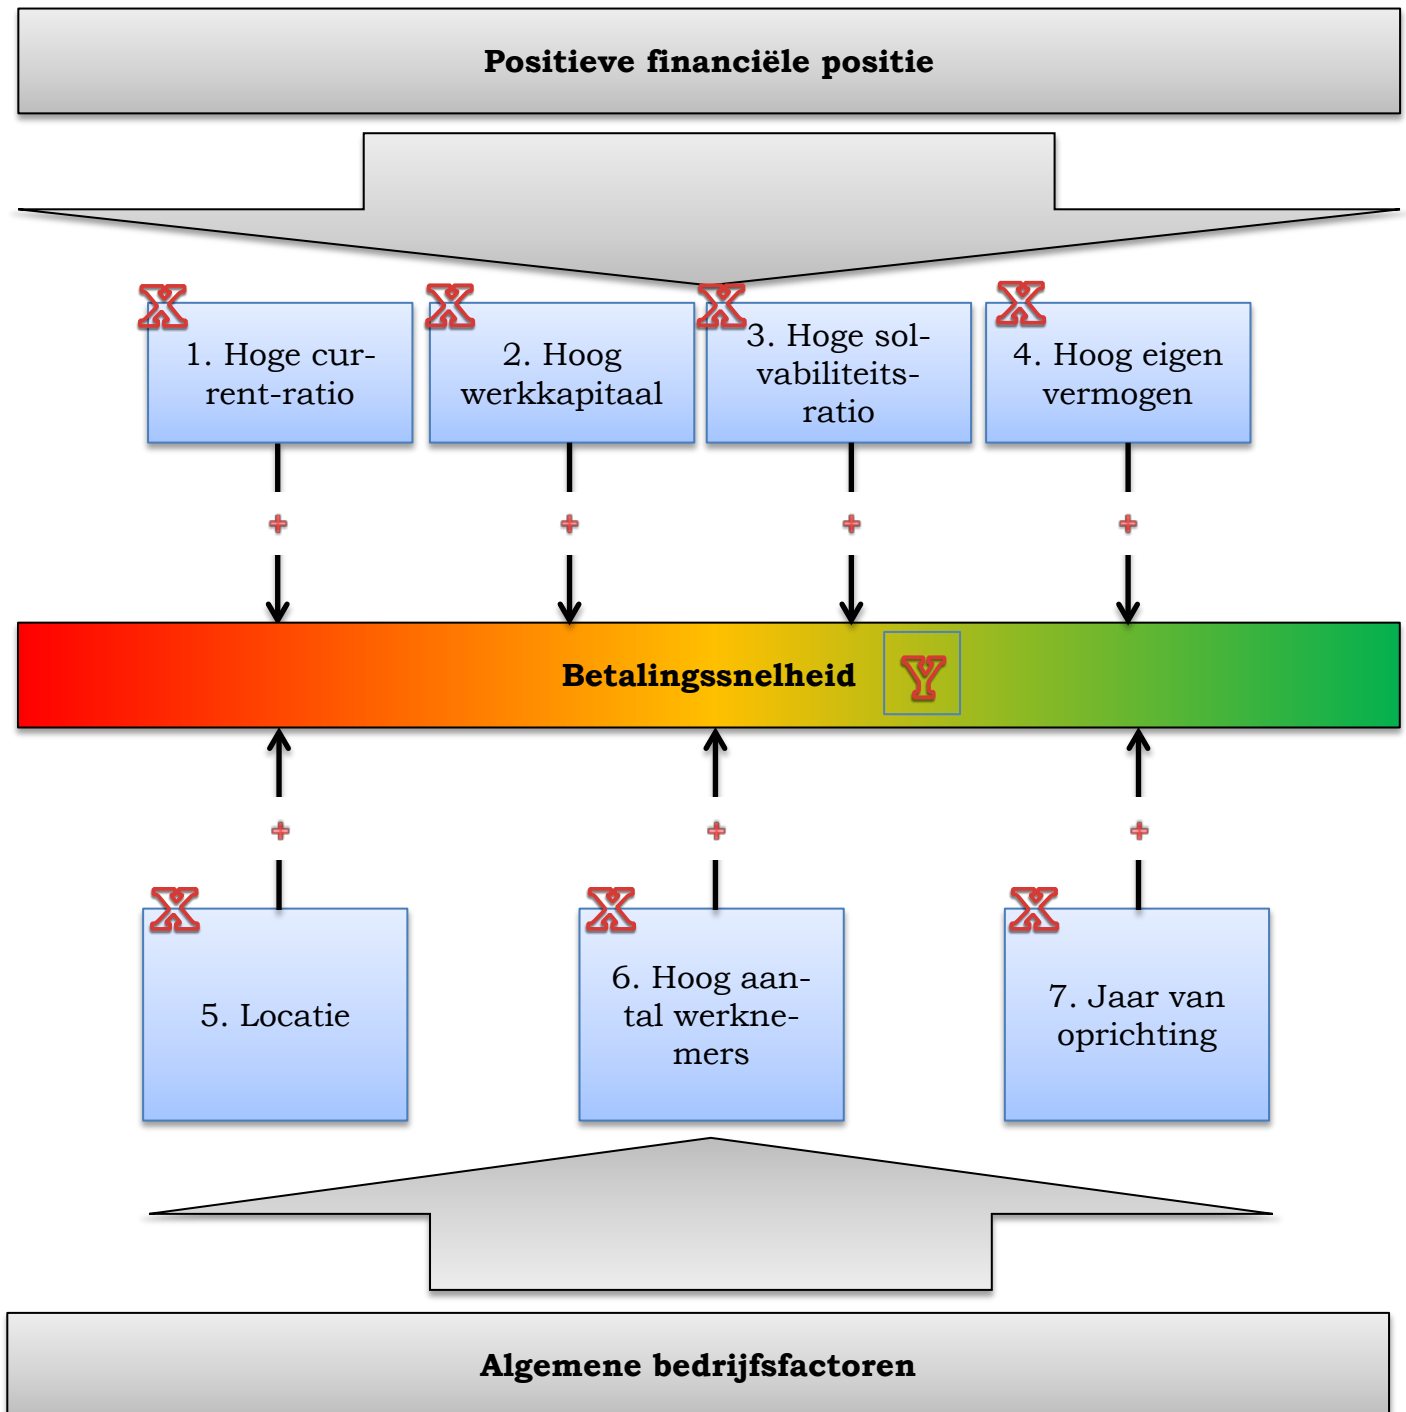 Positieve financiële positie
X
X
X
X
1. Hoge cur-
rent-ratio
2. Hoog
werkkapitaal
3. Hoge sol-
vabiliteits-
ratio
4. Hoog eigen
vermogen
+
+
+
+
Betalingssnelheid
Y
+
+
+
X
X
X
5. Locatie
6. Hoog aan-
tal werkne-
mers
7. Jaar van
oprichting
Algemene bedrijfsfactoren